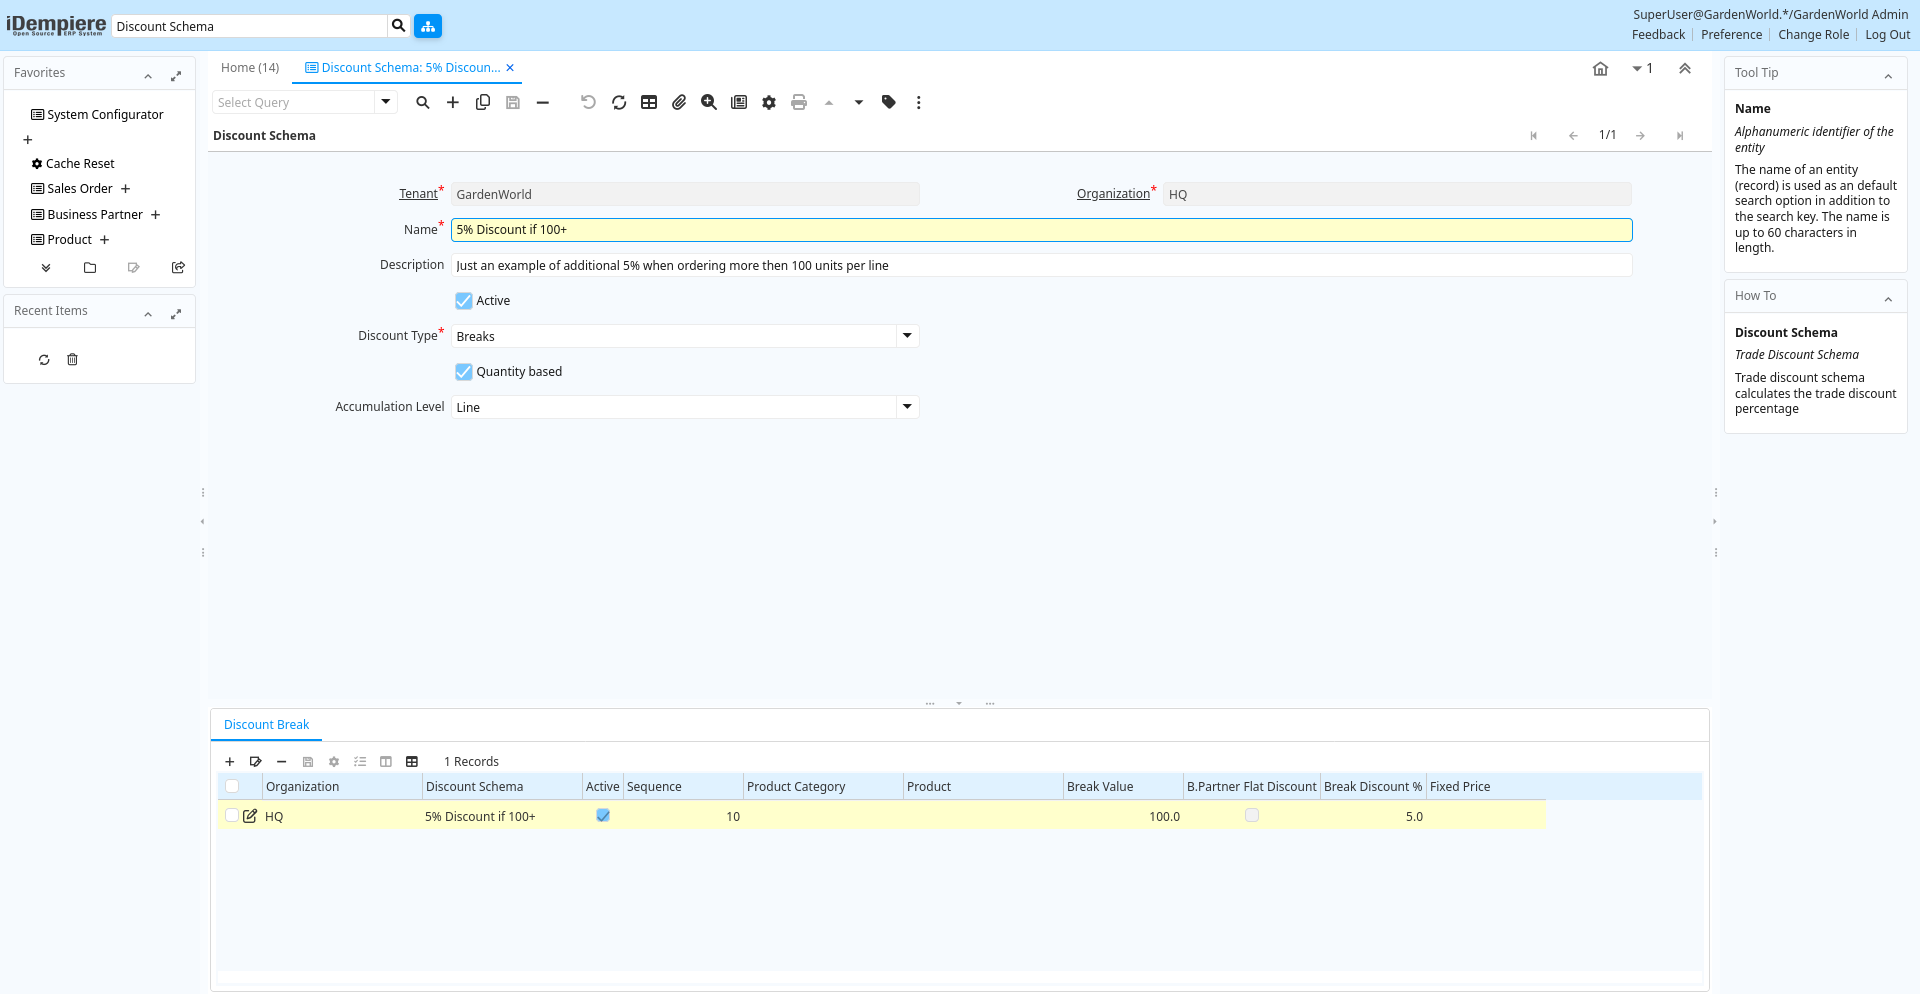 iDempiere
Open Source ERP System
Discount Schema
SuperUser@GardenWorld.*/GardenWorld Admin
Feedback Preference Change Role Log Out
Favorites
System Configurator
Cache Reset
Sales Order
Business Partner
Product
Recent Items
Home (14) Discount Schema: 5% Discoun...
1
Select Query
Discount Schema
1/1
Tenant* GardenWorld Organization* HQ
Name* 5% Discount if 100+
Description Just an example of additional 5% when ordering more then 100 units per line
Active
Discount Type* Breaks
Quantity based
Accumulation Level Line
Discount Break
1 Records
Organization Discount Schema Active Sequence Product Category Product Break Value B.Partner Flat Discount Break Discount % Fixed Price
HQ 5% Discount if 100+ 10 100.0 5.0
Tool Tip
Name
Alphanumeric identifier of the
entity
The name of an entity
(record) is used as an default
search option in addition to
the search key. The name is
up to 60 characters in
length.
How To
Discount Schema
Trade Discount Schema
Trade discount schema
calculates the trade discount
percentage